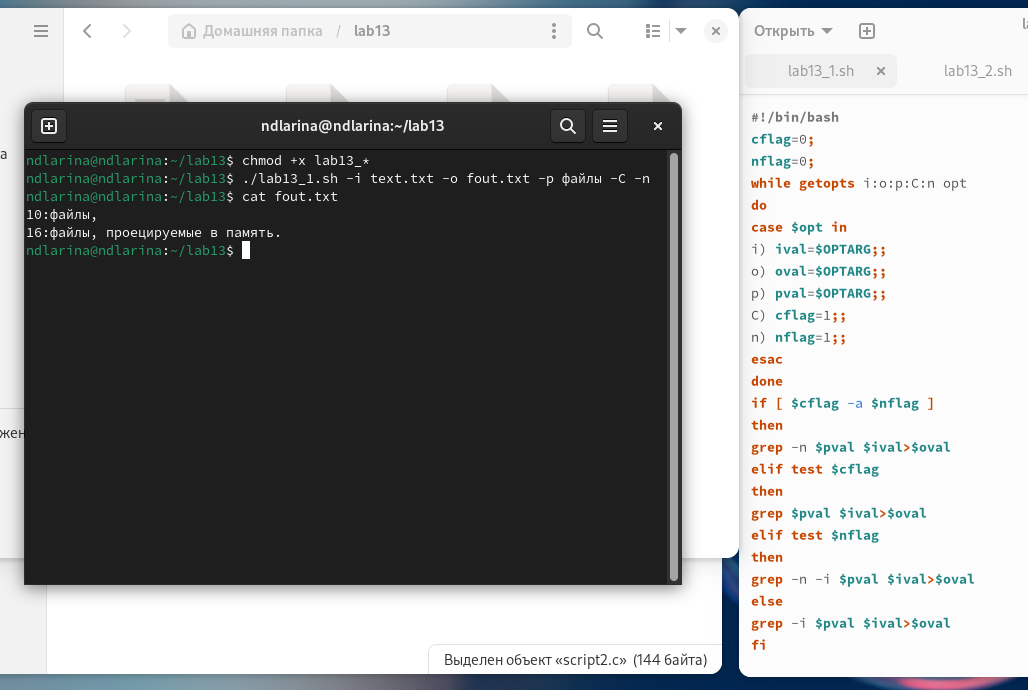 Домашняя папка / lab13
а
жен
ndlarina@ndlarina:~/lab13
ndlarina@ndlarina:~/lab13$ chmod +x lab13_*
ndlarina@ndlarina:~/lab13$ ./lab13_1.sh -i text.txt -o fout.txt -p файлы -C -n
ndlarina@ndlarina:~/lab13$ cat fout.txt
10:файлы,
16:файлы, проецируемые в память.
ndlarina@ndlarina:~/lab13$
Выделен объект «script2.c» (144 байта)
Открыть
lab13_1.sh
lab13_2.sh
#!/bin/bash
cflag=0;
nflag=0;
while getopts i:o:p:C:n opt
do
case $opt in
i) ival=$OPTARG;;
o) oval=$OPTARG;;
p) pval=$OPTARG;;
C) cflag=1;;
n) nflag=1;;
esac
done
if [ $cflag -a $nflag ]
then
grep -n $pval $ival>$oval
elif test $cflag
then
grep $pval $ival>$oval
elif test $nflag
then
grep -n -i $pval $ival>$oval
else
grep -i $pval $ival>$oval
fi